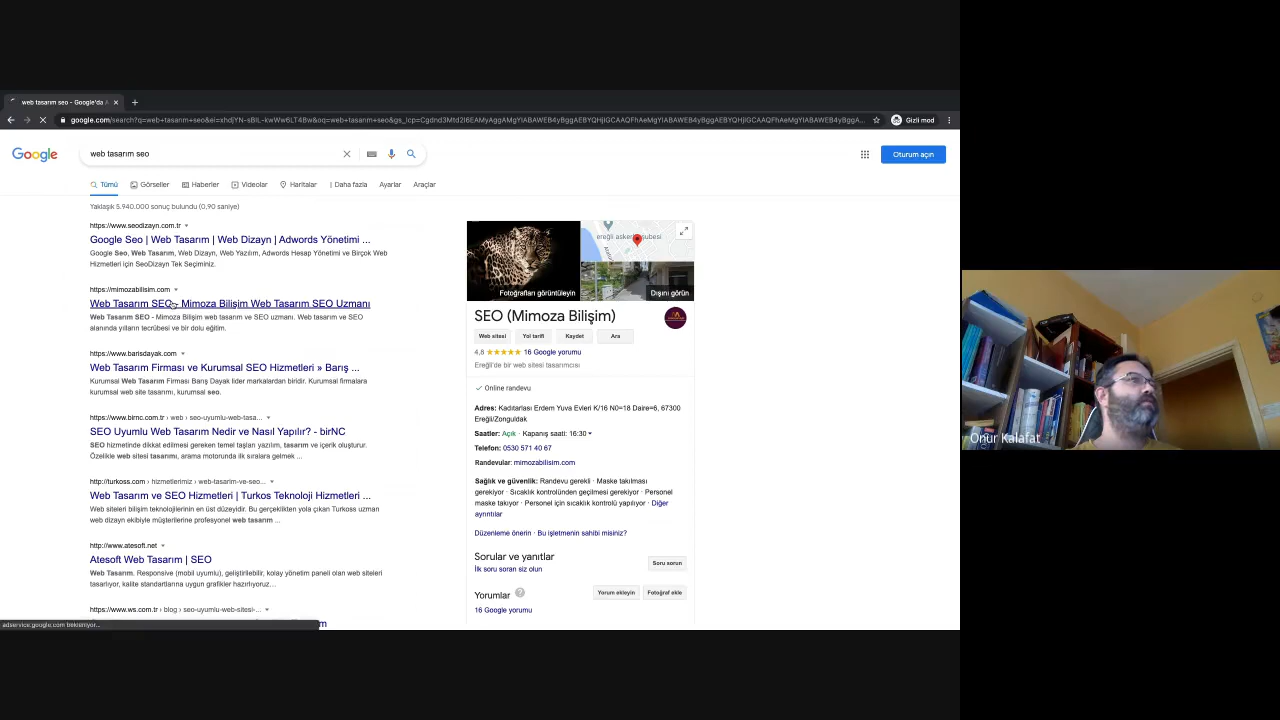 web tasarım seo - Google'da A
google.com/search?q=web+tasarım+seo&ei=
Gizli mod
Google
web tasarım seo
Oturum açın
Tümü
Görseller
Haberler
Videolar
Haritalar
Daha fazla
Ayarlar
Araçlar
Yaklaşık 5.940.000 sonuç bulundu (0,90 saniye)
https://www.seodizayn.com.tr
Google Seo | Web Tasarım | Web Dizayn | Adwords Yönetimi ...
Google Seo, Web Tasarım, Web Dizayn, Web Yazılım, Adwords Hesap Yönetimi ve Birçok Web
Hizmetleri için SeoDizayn Tek Seçiminiz.
https://mimozabilisim.com
Web Tasarım SEO - Mimoza Bilişim Web Tasarım SEO Uzmanı
Web Tasarım SEO - Mimoza Bilişim web tasarım ve SEO uzmanı. Web tasarım ve SEO
alanında yılların tecrübesi ve bir dolu eğitim.
https://www.barisdayak.com
Web Tasarım Firması ve Kurumsal SEO Hizmetleri » Barış ...
Kurumsal Web Tasarım Firması Barış Dayak lider markalardan biridir. Kurumsal firmalara
kurumsal web site tasarımı, kurumsal seo.
https://www.birnc.com.tr › web › seo-uyumlu-web-tasa...
SEO Uyumlu Web Tasarım Nedir ve Nasıl Yapılır? - birNC
SEO hizmetinde dikkat edilmesi gereken temel taşları yazılım, tasarım ve içerik oluşturur.
Özelikle web sitesi tasarımı, arama motorunda ilk sıralara gelmek ...
http://turkoss.com › hizmetlerimiz › web-tasarim-ve-seo...
Web Tasarım ve SEO Hizmetleri | Turkos Teknoloji Hizmetleri ...
Web siteleri bilişim teknolojilerinin en üst düzeyidir. Bu gerçeklikten yola çıkan Turkoss uzman
web dizayn ekibiyle müşterilerine profesyonel web tasarım ...
http://www.atesoft.net
Atesoft Web Tasarım | SEO
Web Tasarım. Responsive (mobil uyumlu), geliştirilebilir, kolay yönetim paneli olan web siteleri
tasarlıyor, kalite standartlarına uygun grafikler hazırlıyoruz...
https://www.ws.com.tr › blog › seo-uyumlu-web-sitesi-...
adservice.google.com bekleniyor...
ereğli askerlik şubesi
Fotoğrafları görüntüleyin
Dışını görün
SEO (Mimoza Bilişim)
Web sitesi
Yol tarifi
Kaydet
Ara
4,8 16 Google yorumu
Ereğli'de bir web sitesi tasarımcısı
Online randevu
Adres: Kadıtarlası Erdem Yuva Evleri K/16 N0=18 Daire=6, 67300
Ereğli/Zonguldak
Saatler: Açık · Kapanış saati: 16:30
Telefon: 0530 571 40 67
Randevular: mimozabilisim.com
Sağlık ve güvenlik: Randevu gerekli · Maske takılması
gerekiyor · Sıcaklık kontrolünden geçilmesi gerekiyor · Personel
maske takıyor · Personel için sıcaklık kontrolü yapılıyor · Diğer
ayrıntılar
Düzenleme önerin · Bu işletmenin sahibi misiniz?
Sorular ve yanıtlar
Soru sorun
İlk soru soran siz olun
Yorumlar
Yorum ekleyin
Fotoğraf ekle
16 Google yorumu
Onur Kalafat